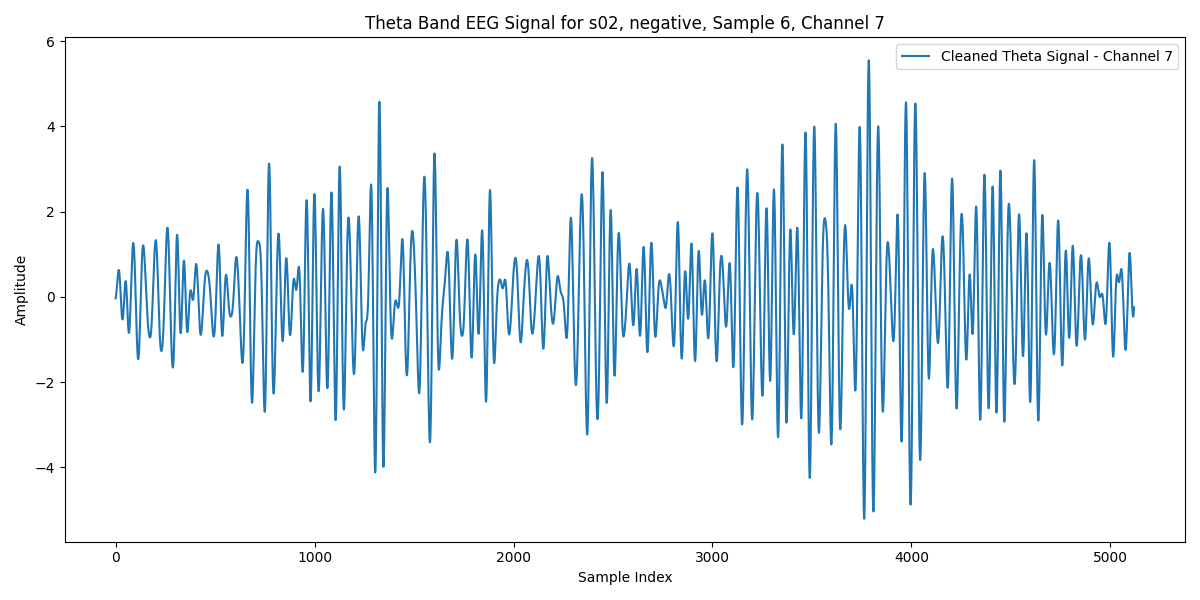 Theta Band EEG Signal for s02, negative, Sample 6, Channel 7
Cleaned Theta Signal - Channel 7
Amplitude
6
4
2
0
−2
−4
0 1000 2000 3000 4000 5000
Sample Index